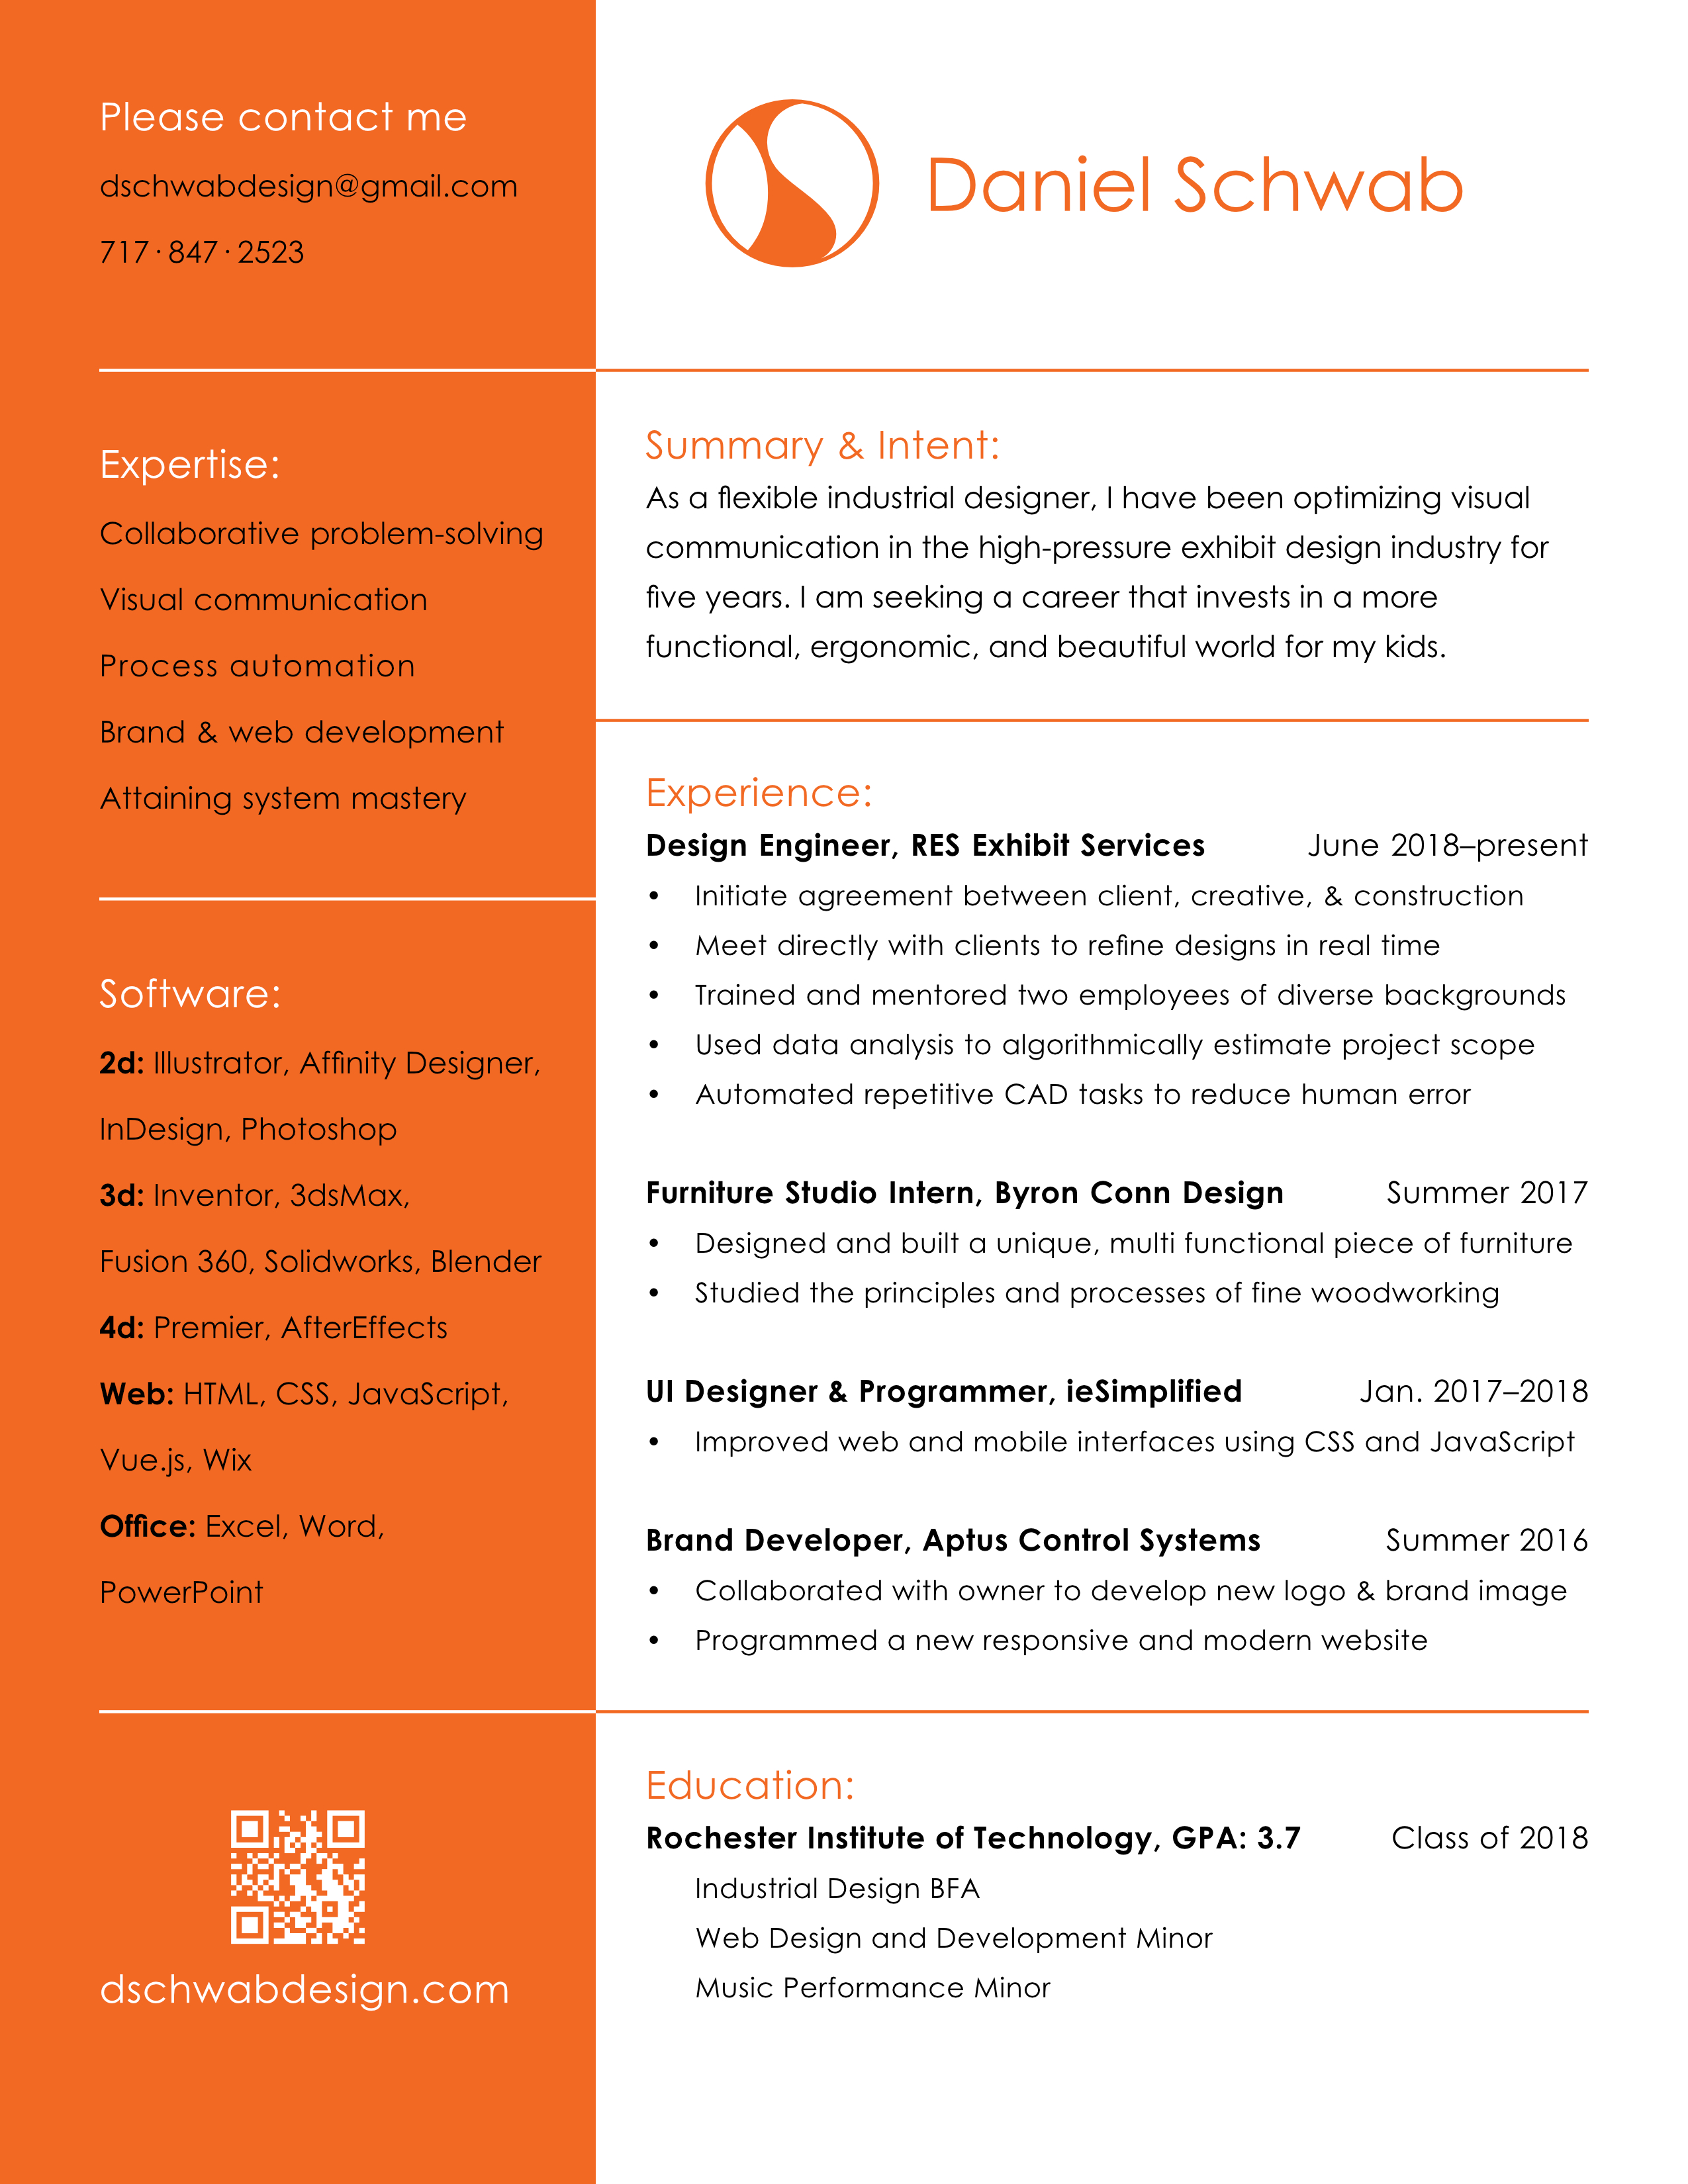 Please contact me
dschwabdesign@gmail.com
717·847·2523
Expertise:
Collaborative problem-solving
Visual communication
Process automation
Brand & web development
Attaining system mastery
Software:
2d: Illustrator, Affinity Designer,
InDesign, Photoshop
3d: Inventor, 3dsMax,
Fusion 360, Solidworks, Blender
4d: Premier, AfterEffects
Web: HTML, CSS, JavaScript,
Vue.js, Wix
Office: Excel, Word,
PowerPoint
dschwabdesign.com
Daniel Schwab
Summary & Intent:
As a flexible industrial designer, I have been optimizing visual
communication in the high-pressure exhibit design industry for
five years. I am seeking a career that invests in a more
functional, ergonomic, and beautiful world for my kids.
Experience:
Design Engineer, RES Exhibit Services June 2018–present
• Initiate agreement between client, creative, & construction
• Meet directly with clients to refine designs in real time
• Trained and mentored two employees of diverse backgrounds
• Used data analysis to algorithmically estimate project scope
• Automated repetitive CAD tasks to reduce human error
Furniture Studio Intern, Byron Conn Design Summer 2017
• Designed and built a unique, multi functional piece of furniture
• Studied the principles and processes of fine woodworking
UI Designer & Programmer, ieSimplified Jan. 2017–2018
• Improved web and mobile interfaces using CSS and JavaScript
Brand Developer, Aptus Control Systems Summer 2016
• Collaborated with owner to develop new logo & brand image
• Programmed a new responsive and modern website
Education:
Rochester Institute of Technology, GPA: 3.7 Class of 2018
Industrial Design BFA
Web Design and Development Minor
Music Performance Minor